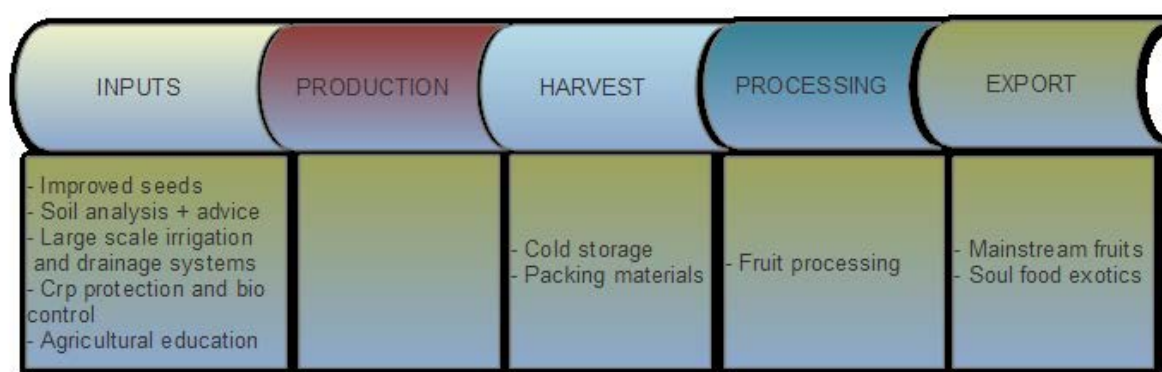 INPUTS
PRODUCTION
HARVEST
PROCESSING
EXPORT
- Improved seeds
- Soil analysis + advice
- Large scale irrigation
and drainage systems
- Crp protection and bio
control
- Agricultural education
- Cold storage
- Packing materials
- Fruit processing
- Mainstream fruits
- Soul food exotics